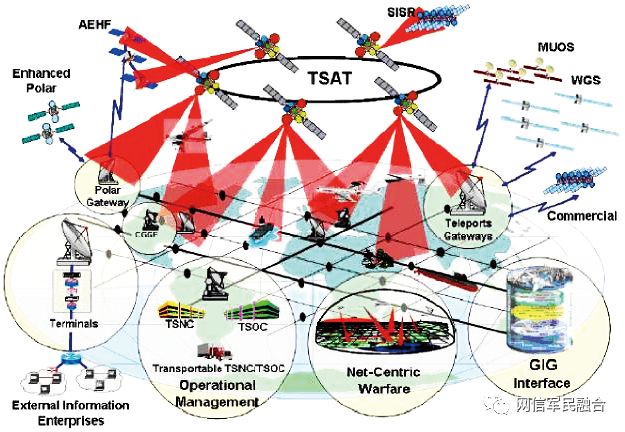 AEHF
SISR
TSAT
MUOS
WGS
Enhanced
Polar
Polar
Gateway
CGGF
Teleports
Gateways
Commercial
Terminals
TSNC
TSOC
Transportable TSNC/TSOC
Operational
Management
Net-Centric
Warfare
GIG
Interface
External Information
Enterprises
网信军民融合